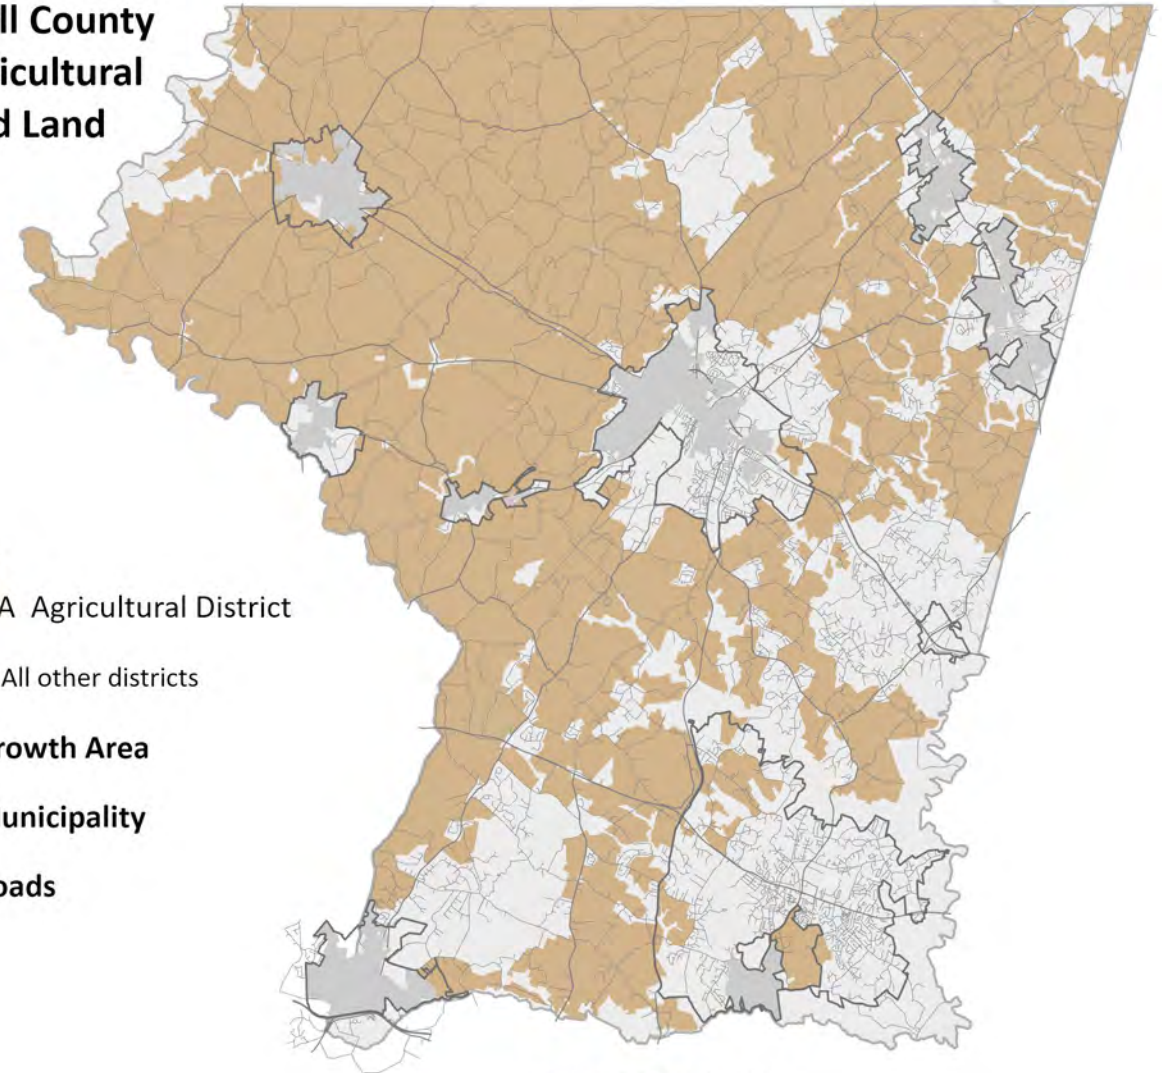 ll County
icultural
d Land
A Agricultural District
All other districts
rowth Area
unicipality
oads